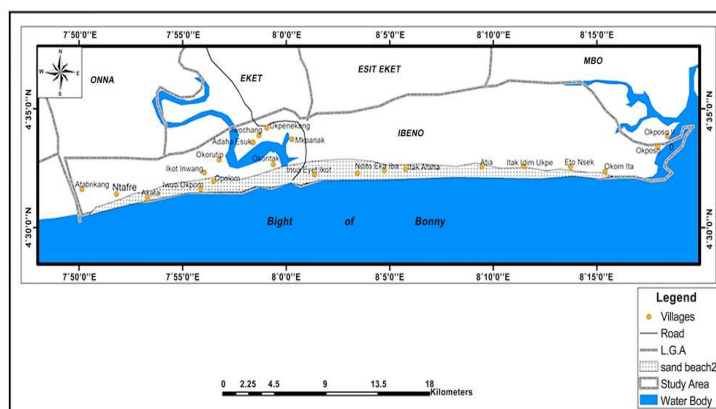 7°50'0"E 7°55'0"E 8°0'0"E 8°5'0"E 8°10'0"E 8°15'0"E
N
W E
S
ONNA
EKET
ESIT EKET
MBO
4°35'0"N
4°35'0"N
Okpenekang
Adaha Esuk
Mkpanak
IBENO
Okposo
Okposo
Okorutip
Okontak
Ikot Inwang
Opolom
Inua Eyet Ikot
Ndito Eka Iba
Itak Abaha
Atia
Itak Idim Ukpe
Eto Nsek
Okom Ita
Atabrikang
Ntafre
Akata
Iwuo Okpom
4°30'0"N
Bight of Bonny
4°30'0"N
7°50'0"E 7°55'0"E 8°0'0"E 8°5'0"E 8°10'0"E 8°15'0"E
Legend
Villages
Road
L.G.A
sand beach2
Study Area
Water Body
0 2.25 4.5 9 13.5 18
Kilometers